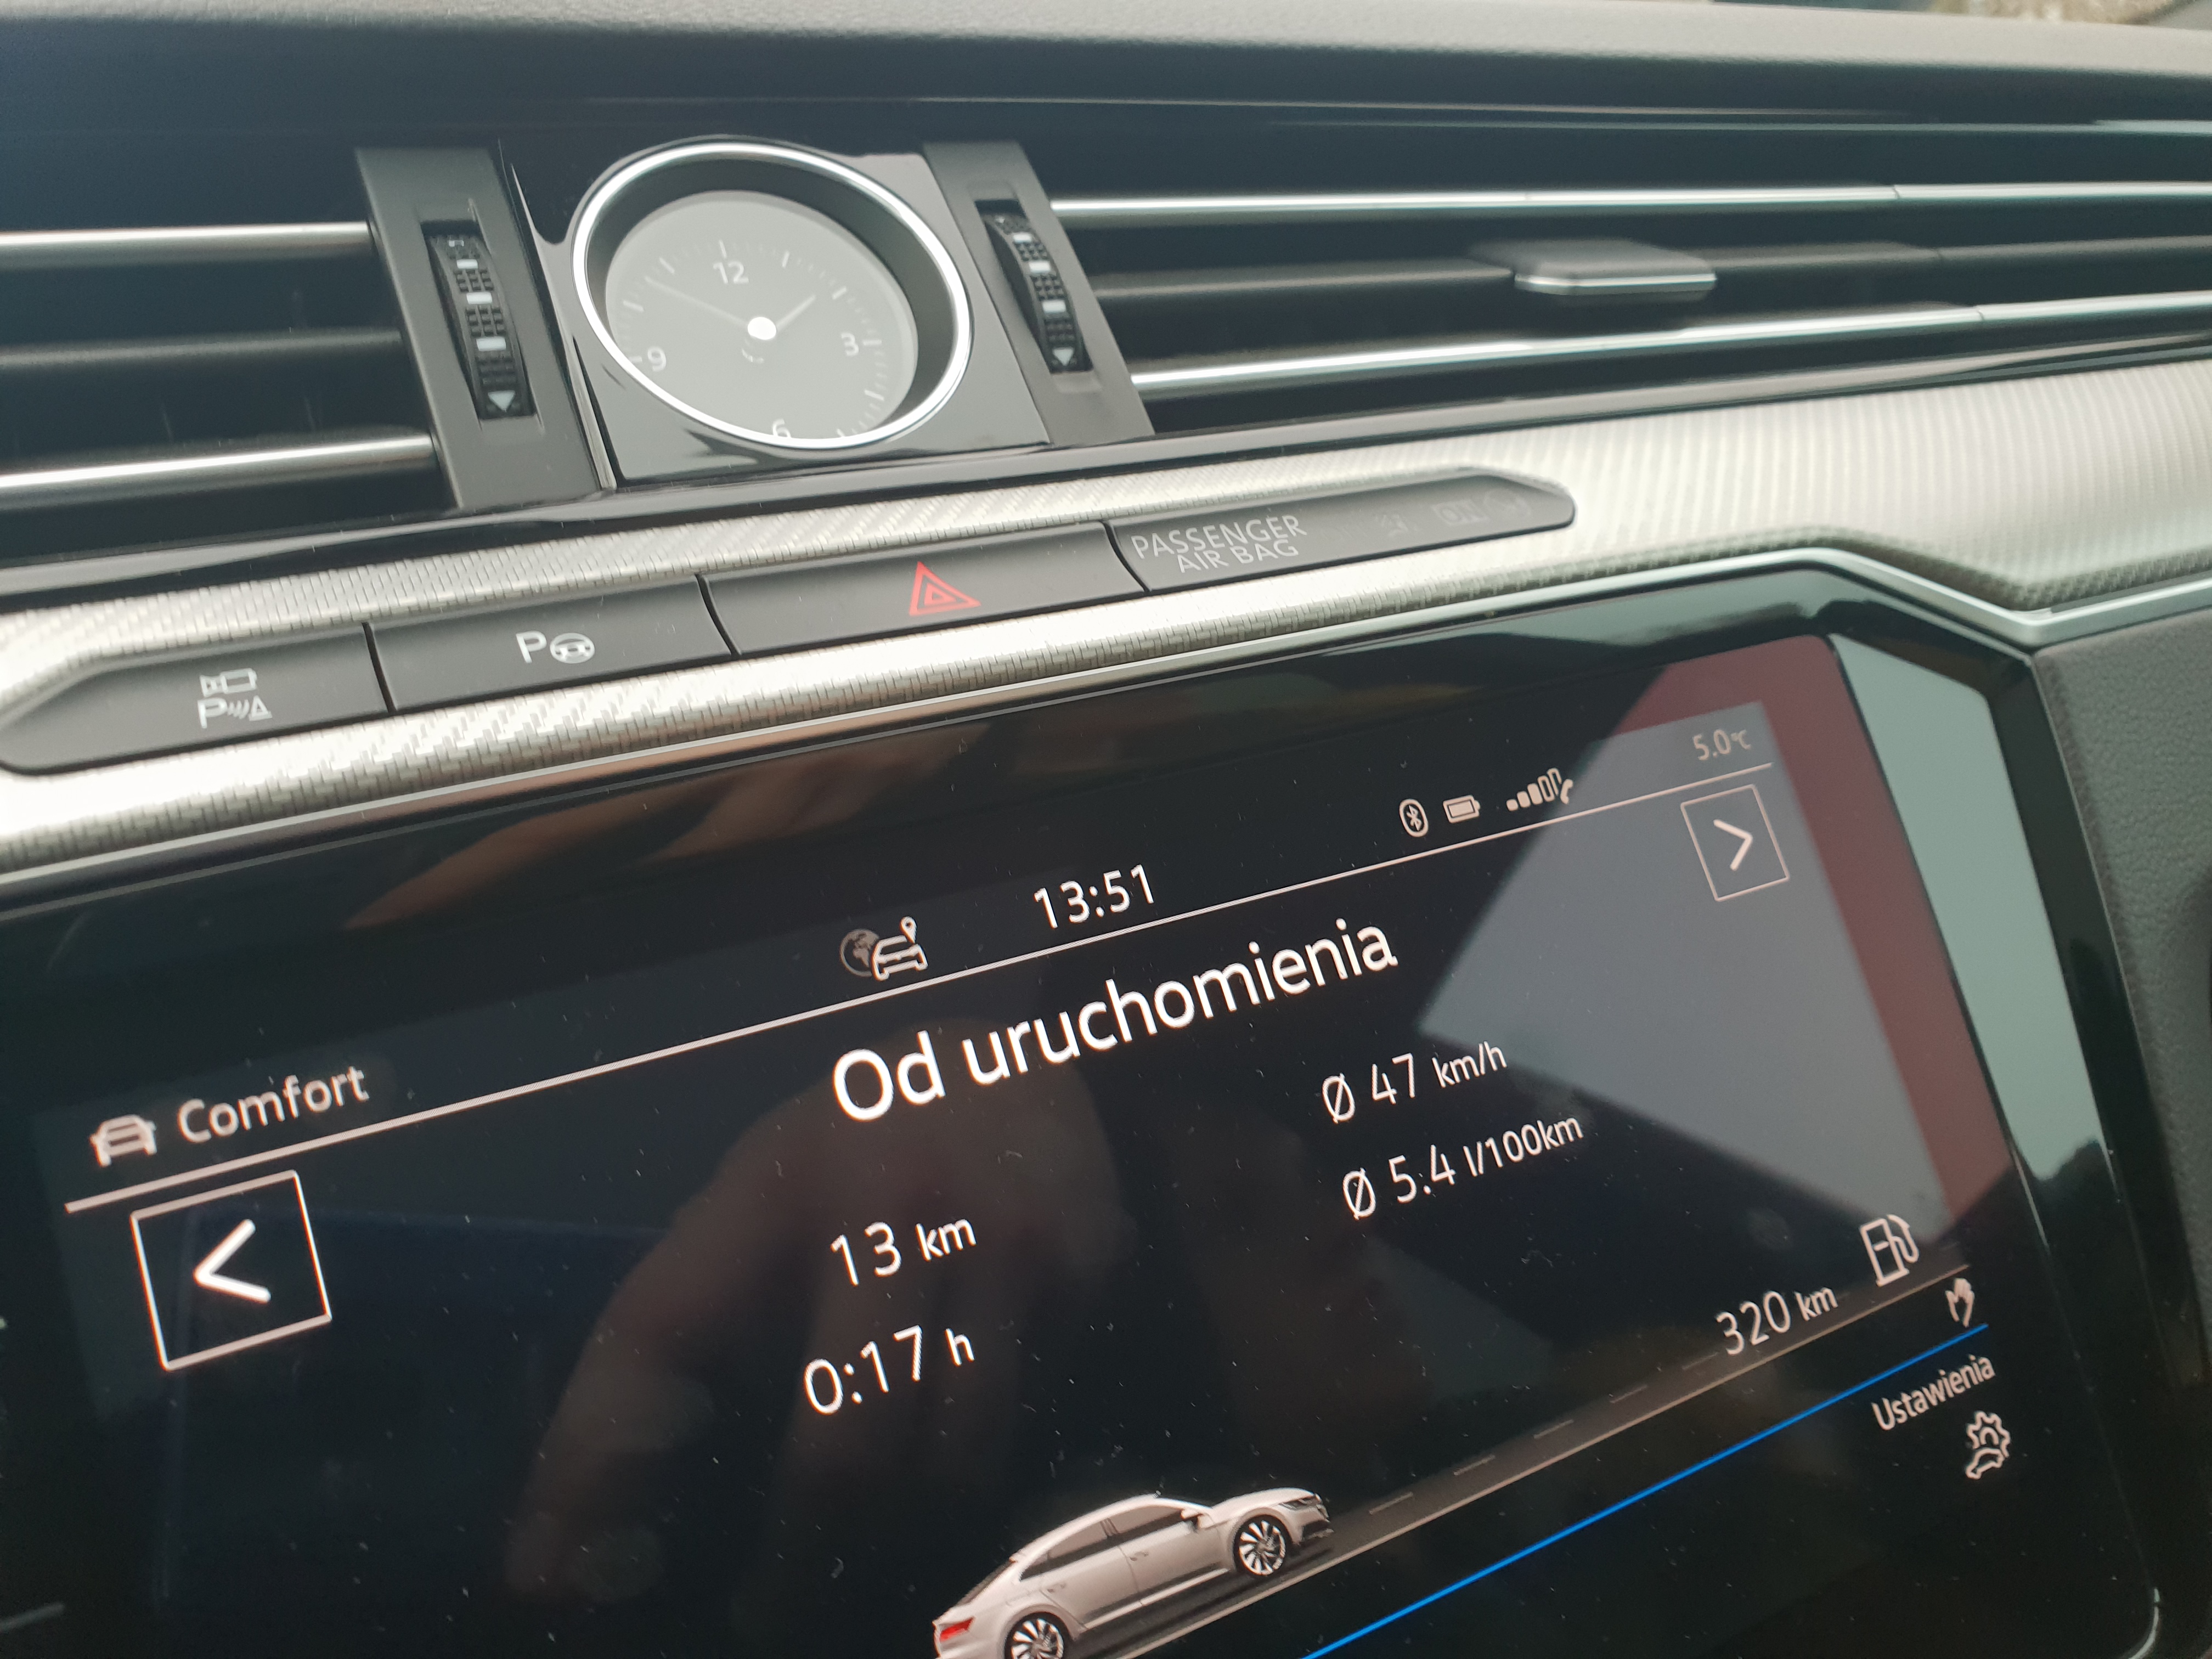 12
9
3
6
PASSENGER
AIR BAG
P
P
5.0°C
13:51
Comfort
Od uruchomienia
Ø 47 km/h
Ø 5.4 l/100km
13 km
0:17 h
320 km
Ustawienia